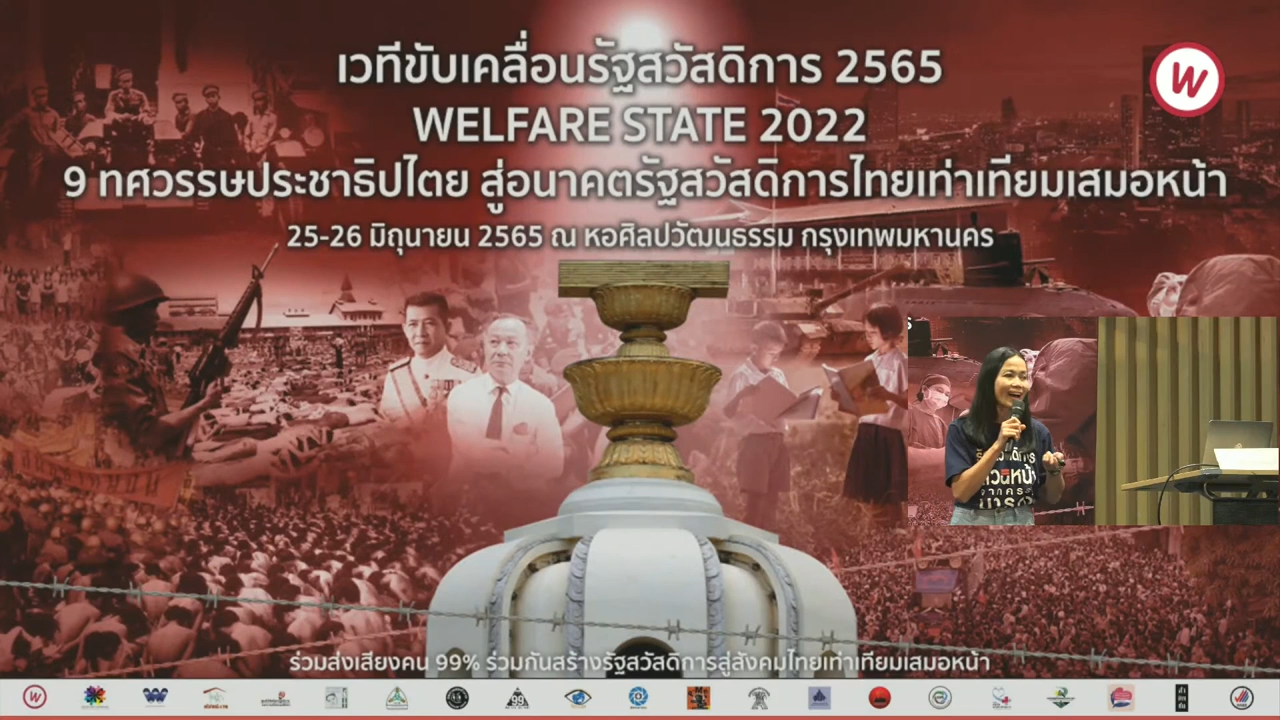 เวทีขับเคลื่อนรัฐสวัสดิการ 2565
W
WELFARE STATE 2022
9 ทศวรรษประชาธิปไตย สู่อนาคตรัฐสวัสดิการไทยเท่าเทียมเสมอหน้า
25-26 มิถุนายน 2565 ณ หอศิลปวัฒนธรรม กรุงเทพมหานคร
ร่วมส่งเสียงคน 99% ร่วมกันสร้างรัฐสวัสดิการสู่สังคมไทยเท่าเทียมเสมอหน้า